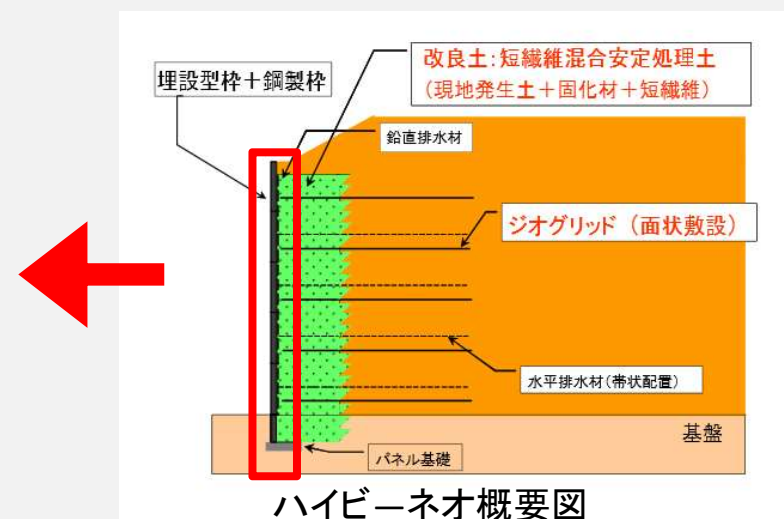 改良土:短繊維混合安定処理土
(現地発生土+固化材+短繊維)
埋設型枠+鋼製枠
鉛直排水材
ジオグリッド(面状敷設)
水平排水材(帯状配置)
基盤
パネル基礎
ハイビーネオ概要図